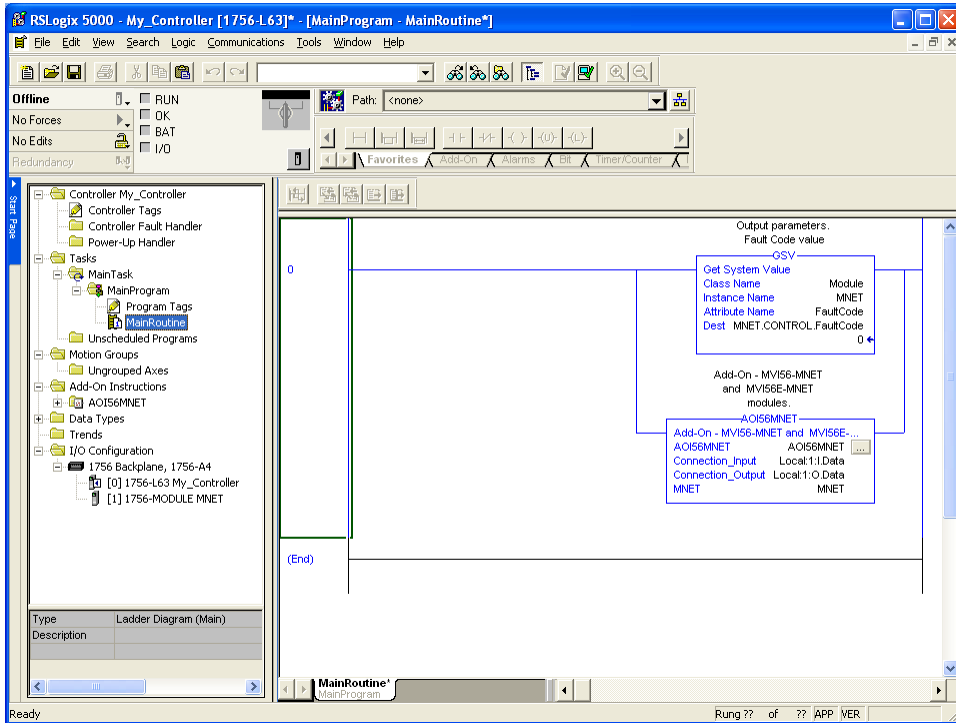 RSLogix 5000 - My_Controller [1756-L63]* - [MainProgram - MainRoutine*]
File Edit View Search Logic Communications Tools Window Help
Offline
RUN
No Forces
OK
No Edits
BAT
Redundancy
I/O
Path: <none>
Favorites Add-On Alarms Bit Timer/Counter
Start Page
Controller My_Controller
Controller Tags
Controller Fault Handler
Power-Up Handler
Tasks
MainTask
MainProgram
Program Tags
MainRoutine
Unscheduled Programs
Motion Groups
Ungrouped Axes
Add-On Instructions
AOI56MNET
Data Types
Trends
I/O Configuration
1756 Backplane, 1756-A4
[0] 1756-L63 My_Controller
[1] 1756-MODULE MNET
Type Ladder Diagram (Main)
Description
0
Output parameters.
Fault Code value
GSV
Get System Value
Class Name Module
Instance Name MNET
Attribute Name FaultCode
Dest MNET.CONTROL.FaultCode
0
Add-On - MVI56-MNET
and MVI56E-MNET
modules.
AOI56MNET
Add-On - MVI56-MNET and MVI56E-...
AOI56MNET AOI56MNET ...
Connection_Input Local:1:I.Data
Connection_Output Local:1:O.Data
MNET MNET
(End)
MainRoutine*
MainProgram
Ready
Rung ?? of ?? APP VER